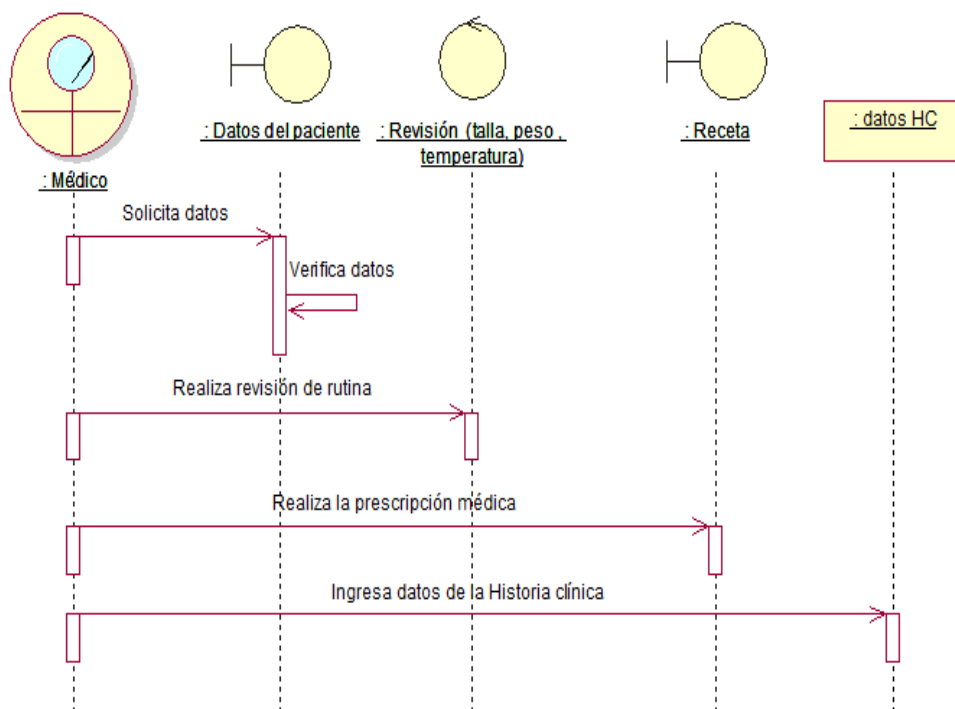 : Médico
: Datos del paciente
: Revisión (talla, peso ,
temperatura)
: Receta
: datos HC
Solicita datos
Verifica datos
Realiza revisión de rutina
Realiza la prescripción médica
Ingresa datos de la Historia clínica